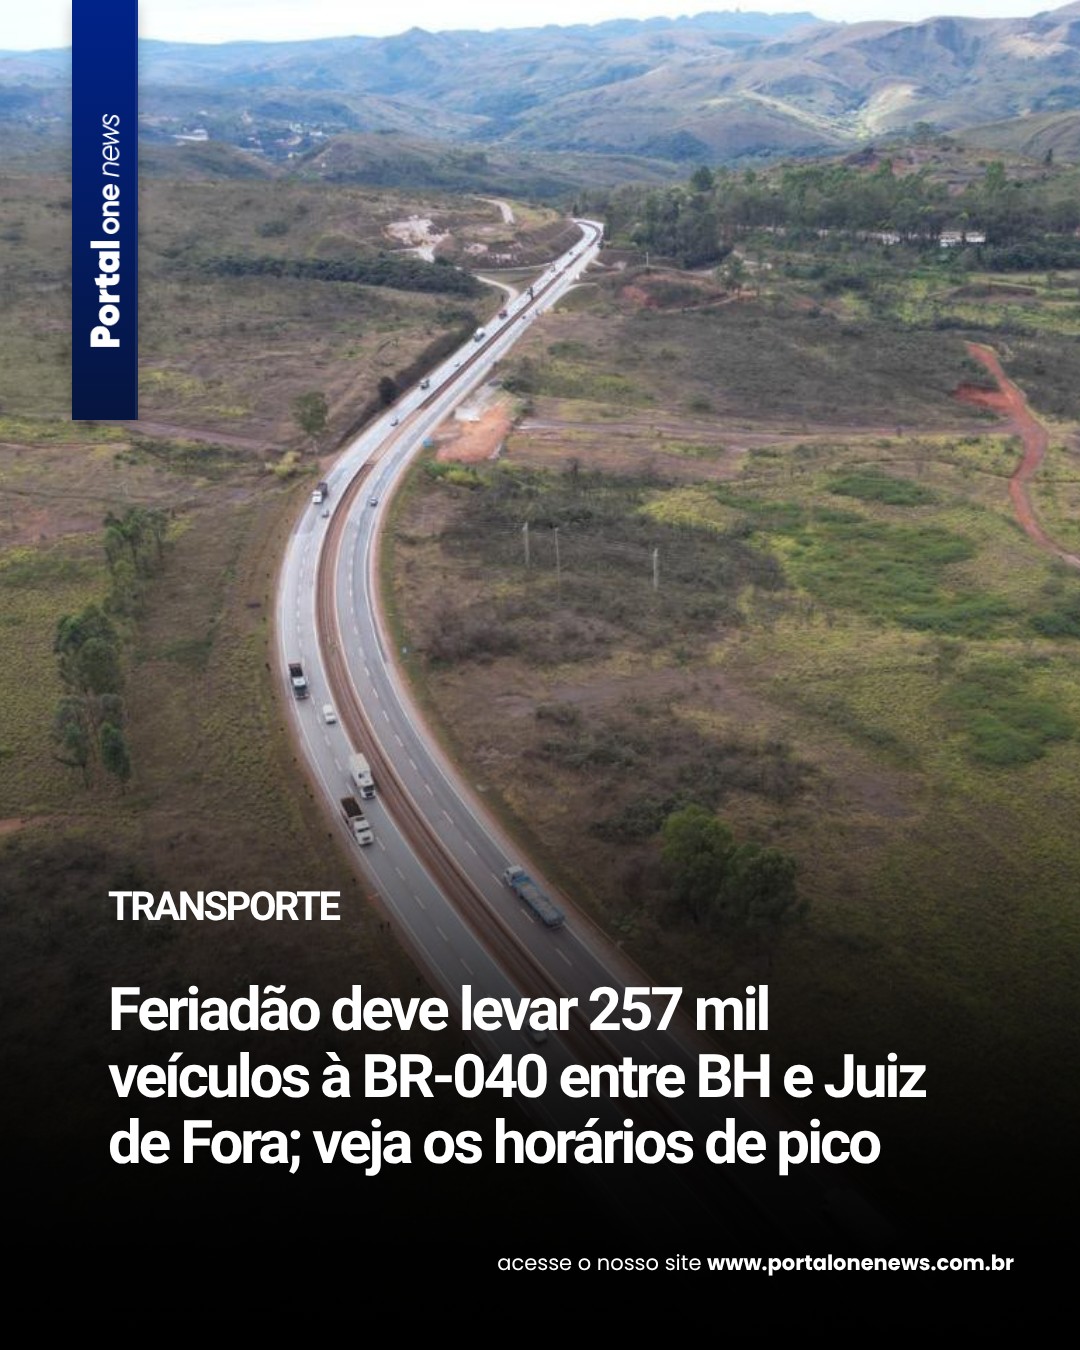 Portal one news
TRANSPORTE
Feriadão deve levar 257 mil
veículos à BR-040 entre BH e Juiz
de Fora; veja os horários de pico
acesse o nosso site www.portalonenews.com.br